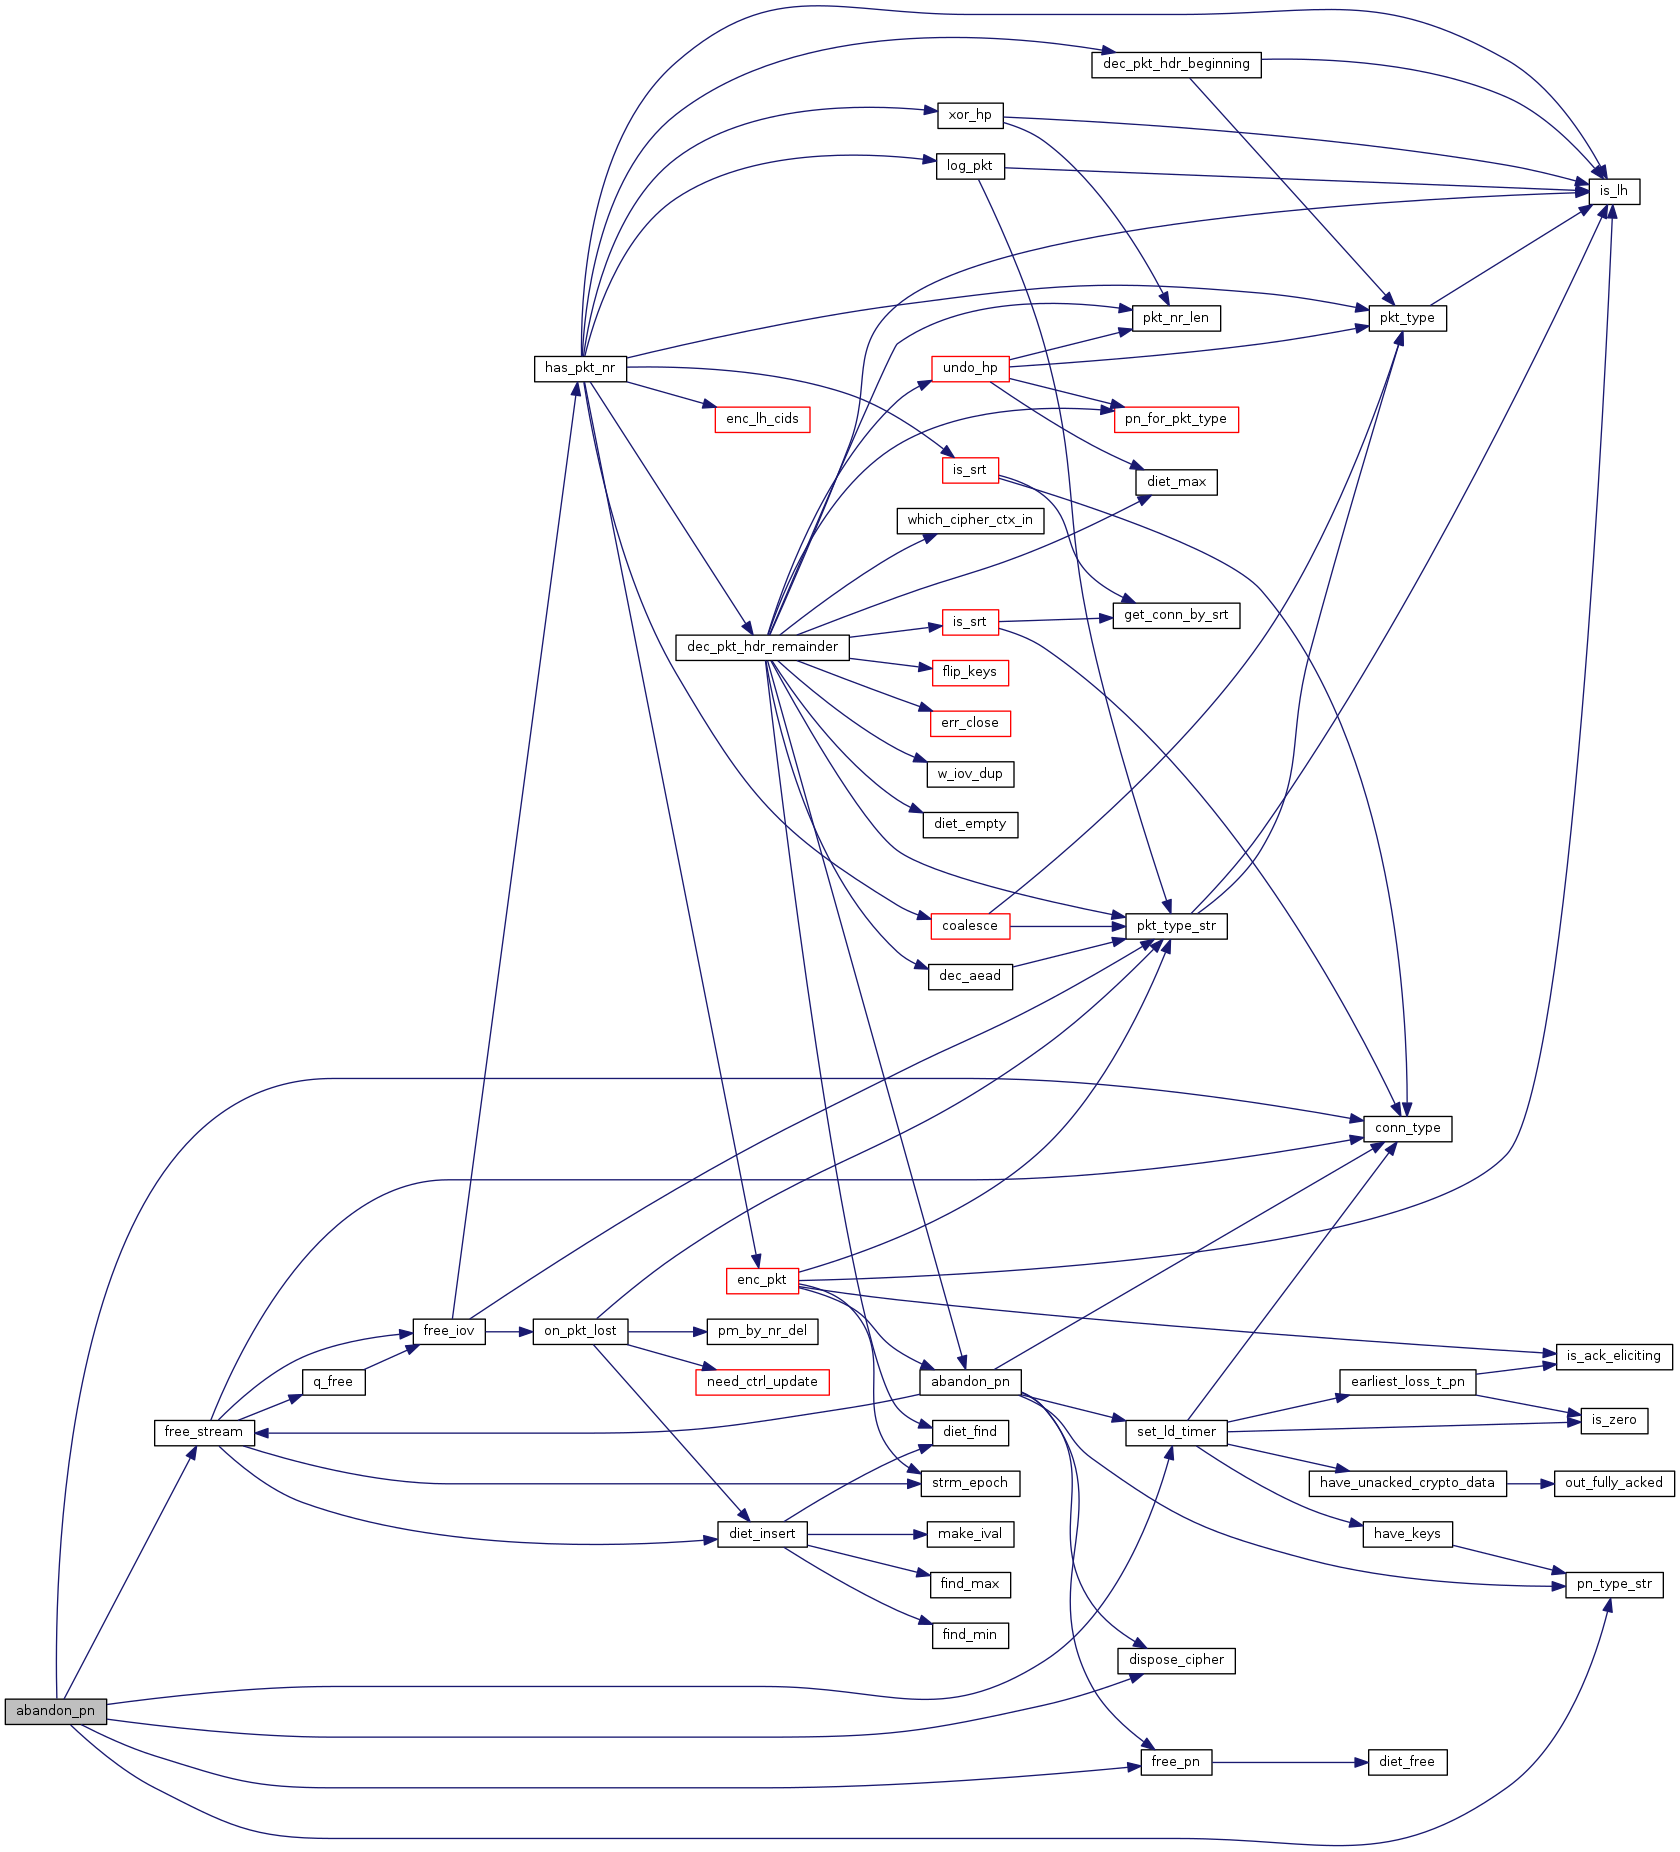 dec_pkt_hdr_beginning
xor_hp
log_pkt
is_lh
pkt_nr_len
pkt_type
has_pkt_nr
undo_hp
enc_lh_cids
pn_for_pkt_type
is_srt
diet_max
which_cipher_ctx_in
get_conn_by_srt
is_srt
dec_pkt_hdr_remainder
flip_keys
err_close
w_iov_dup
diet_empty
coalesce
pkt_type_str
dec_aead
conn_type
enc_pkt
free_iov
on_pkt_lost
pm_by_nr_del
is_ack_eliciting
q_free
need_ctrl_update
abandon_pn
earliest_loss_t_pn
is_zero
free_stream
diet_find
set_ld_timer
strm_epoch
have_unacked_crypto_data
out_fully_acked
diet_insert
make_ival
have_keys
find_max
pn_type_str
find_min
dispose_cipher
abandon_pn
free_pn
diet_free